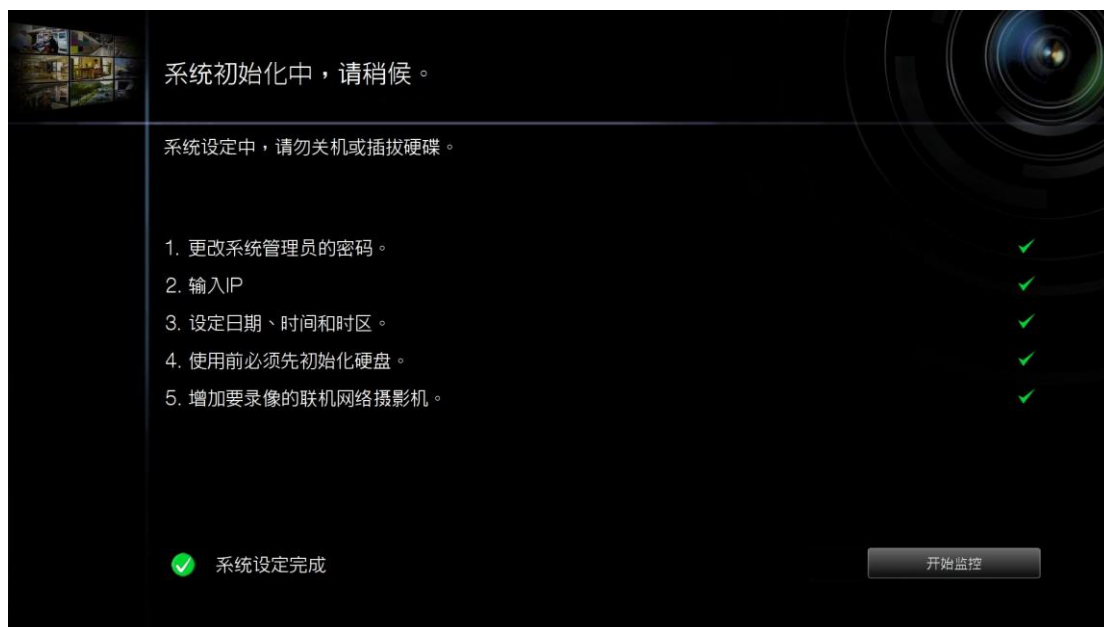 系统初始化中，请稍候。
系统设定中，请勿关机或插拔硬碟。
1. 更改系统管理员的密码。
2. 输入IP
3. 设定日期、时间和时区。
4. 使用前必须先初始化硬盘。
5. 增加要录像的联机网络摄影机。
系统设定完成
开始监控